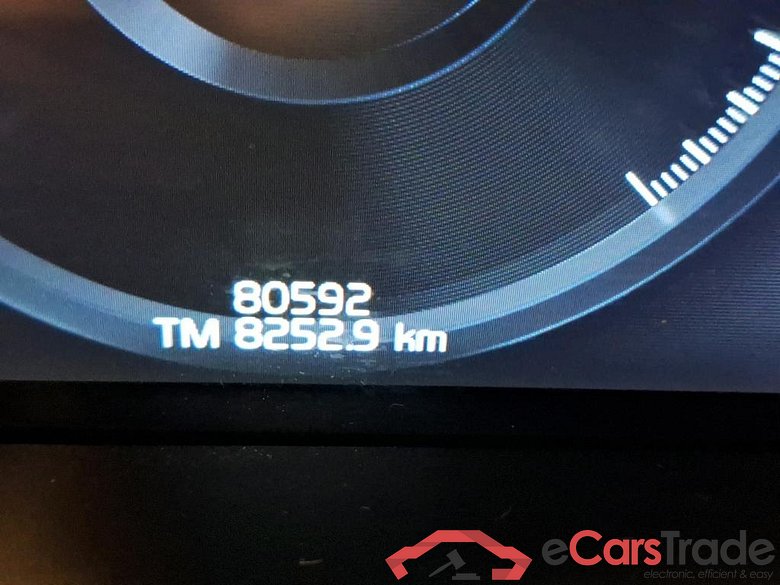 80592
TM 8252.9 km
eCarsTrade
electronic, efficient & easy